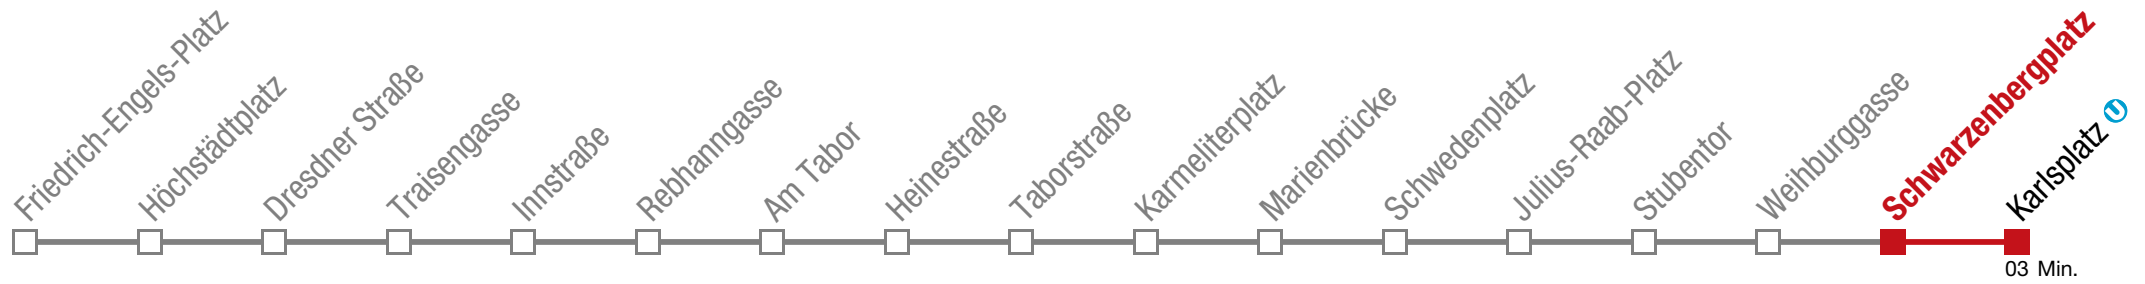 Friedrich-Engels-Platz
Höchstädtplatz
Dresdner Straße
Traisengasse
Innstraße
Rebhanngasse
Am Tabor
Heinestraße
Taborstraße
Karmeliterplatz
Marienbrücke
Schwedenplatz
Julius-Raab-Platz
Stubentor
Weihburggasse
Schwarzenbergplatz
Karlsplatz U
03 Min.